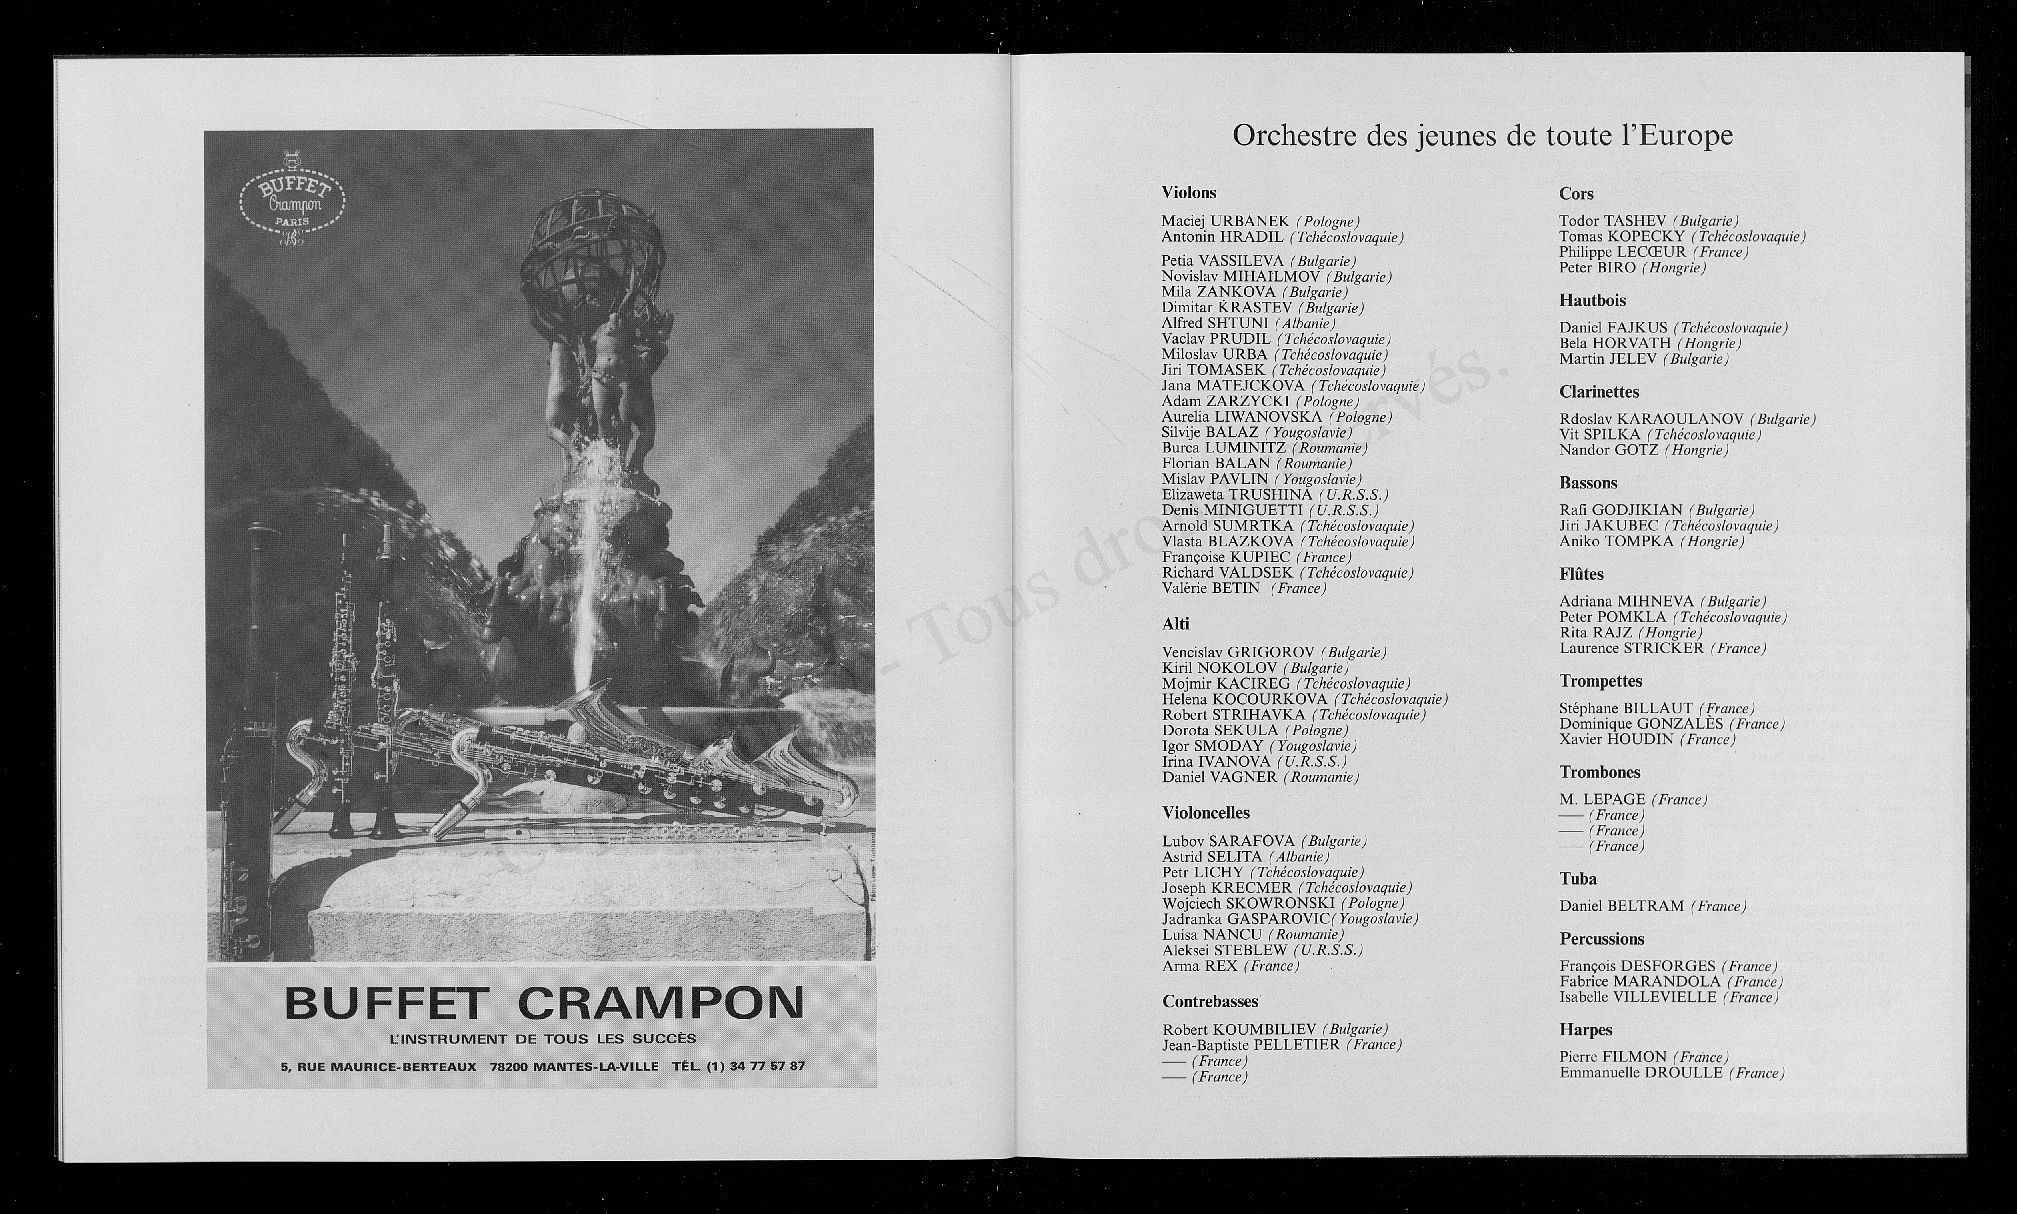 BUFFET
Crampon
PARIS
BUFFET CRAMPON
L'INSTRUMENT DE TOUS LES SUCCÈS
5, RUE MAURICE-BERTEAUX 78200 MANTES-LA-VILLE TÉL. (1) 34 77 57 87
Orchestre des jeunes de toute l'Europe
Violons
Maciej URBANEK (Pologne)
Antonin HRADIL (Tchécoslovaquie)
Petia VASSILEVA (Bulgarie)
Novislav MIHAILMOV (Bulgarie)
Mila ZANKOVA (Bulgarie)
Dimitar KRASTEV (Bulgarie)
Alfred SHTUNI (Albanie)
Vaclav PRUDIL (Tchécoslovaquie)
Miloslav URBA (Tchécoslovaquie)
Jiri TOMASEK (Tchécoslovaquie)
Jana MATEJCKOVA (Tchécoslovaquie)
Adam ZARZYCKI (Pologne)
Aurelia LIWANOVSKA (Pologne)
Silvije BALAZ (Yougoslavie)
Burca LUMINITZ (Roumanie)
Florian BALAN (Roumanie)
Mislav PAVLIN (Yougoslavie)
Elizaweta TRUSHINA (U.R.S.S.)
Denis MINIGUETTI (U.R.S.S.)
Arnold SUMRTKA (Tchécoslovaquie)
Vlasta BLAZKOVA (Tchécoslovaquie)
Françoise KUPIEC (France)
Richard VALDSEK (Tchécoslovaquie)
Valérie BETIN (France)
Alti
Vencislav GRIGOROV (Bulgarie)
Kiril NOKOLOV (Bulgarie)
Mojmir KACIREG (Tchécoslovaquie)
Helena KOCOURKOVA (Tchécoslovaquie)
Robert STRIHAVKA (Tchécoslovaquie)
Dorota SEKULA (Pologne)
Igor SMODAY (Yougoslavie)
Irina IVANOVA (U.R.S.S.)
Daniel VAGNER (Roumanie)
Violoncelles
Lubov SARAFOVA (Bulgarie)
Astrid SELITA (Albanie)
Petr LICHY (Tchécoslovaquie)
Joseph KRECMER (Tchécoslovaquie)
Wojciech SKOWRONSKI (Pologne)
Jadranka GASPAROVIC(Yougoslavie)
Luisa NANCU (Roumanie)
Aleksei STEBLEW (U.R.S.S.)
Arma REX (France)
Contrebasses
Robert KOUMBILIEV (Bulgarie)
Jean-Baptiste PELLETIER (France)
— (France)
— (France)
Cors
Todor TASHEV (Bulgarie)
Tomas KOPECKY (Tchécoslovaquie)
Philippe LECŒUR (France)
Peter BIRO (Hongrie)
Hautbois
Daniel FAJKUS (Tchécoslovaquie)
Bela HORVATH (Hongrie)
Martin JELEV (Bulgarie)
Clarinettes
Rdoslav KARAOULANOV (Bulgarie)
Vit SPILKA (Tchécoslovaquie)
Nandor GOTZ (Hongrie)
Bassons
Rafi GODJIKIAN (Bulgarie)
Jiri JAKUBEC (Tchécoslovaquie)
Aniko TOMPKA (Hongrie)
Flûtes
Adriana MIHNEVA (Bulgarie)
Peter POMKLA (Tchécoslovaquie)
Rita RAJZ (Hongrie)
Laurence STRICKER (France)
Trompettes
Stéphane BILLAUT (France)
Dominique GONZALÈS (France)
Xavier HOUDIN (France)
Trombones
M. LEPAGE (France)
— (France)
— (France)
— (France)
Tuba
Daniel BELTRAM (France)
Percussions
François DESFORGES (France)
Fabrice MARANDOLA (France)
Isabelle VILLEVIELLE (France)
Harpes
Pierre FILMON (France)
Emmanuelle DROULLE (France)
- Tous